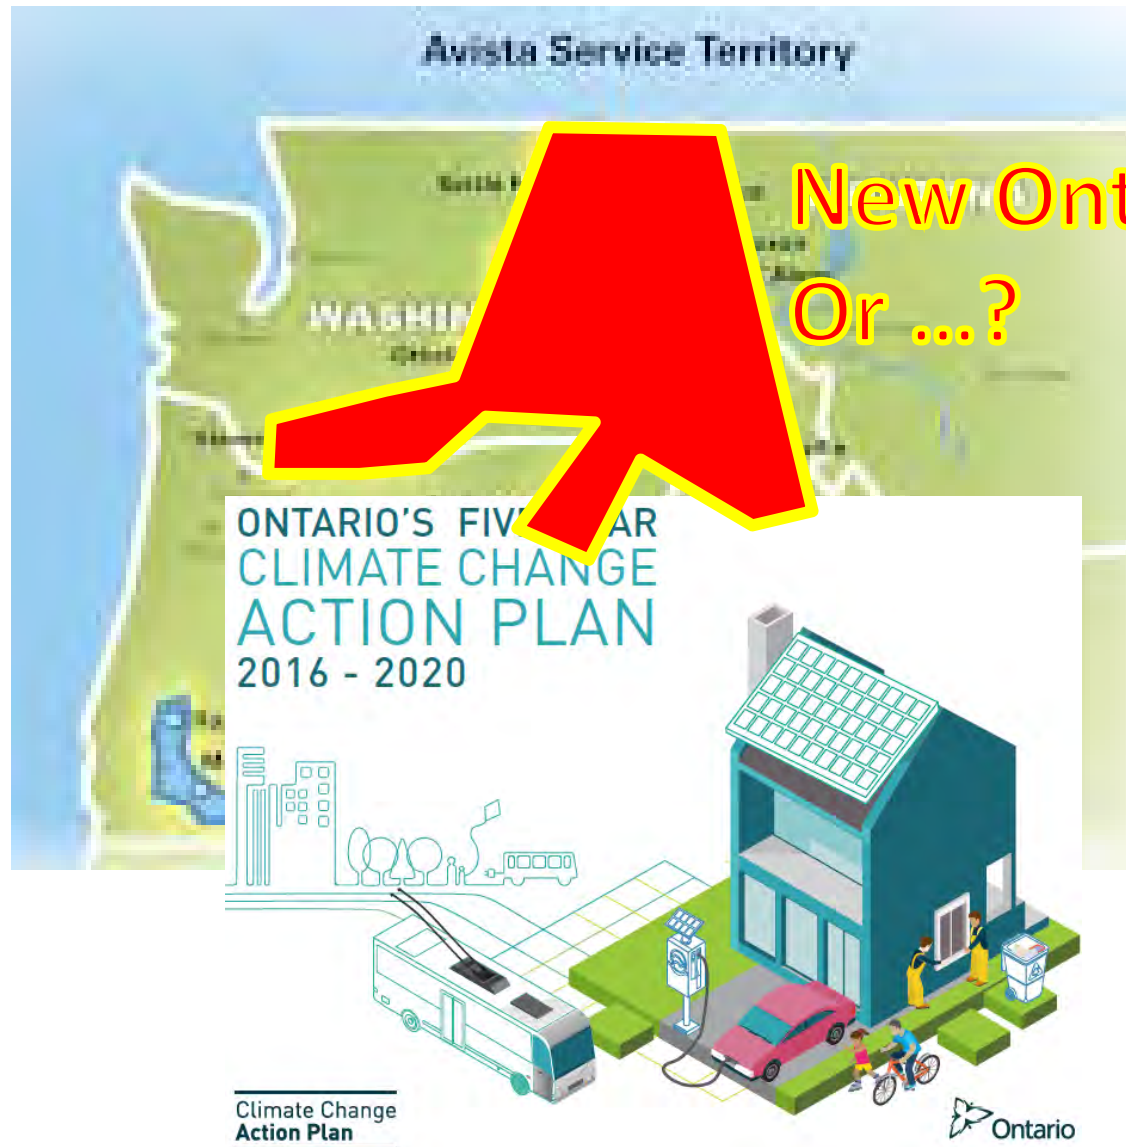 Avista Service Territory
New Ont
Or ...?
WASHIN
ONTARIO'S FIV AR
CLIMATE CHANGE
ACTION PLAN
2016 - 2020
Climate Change
Action Plan
Ontario